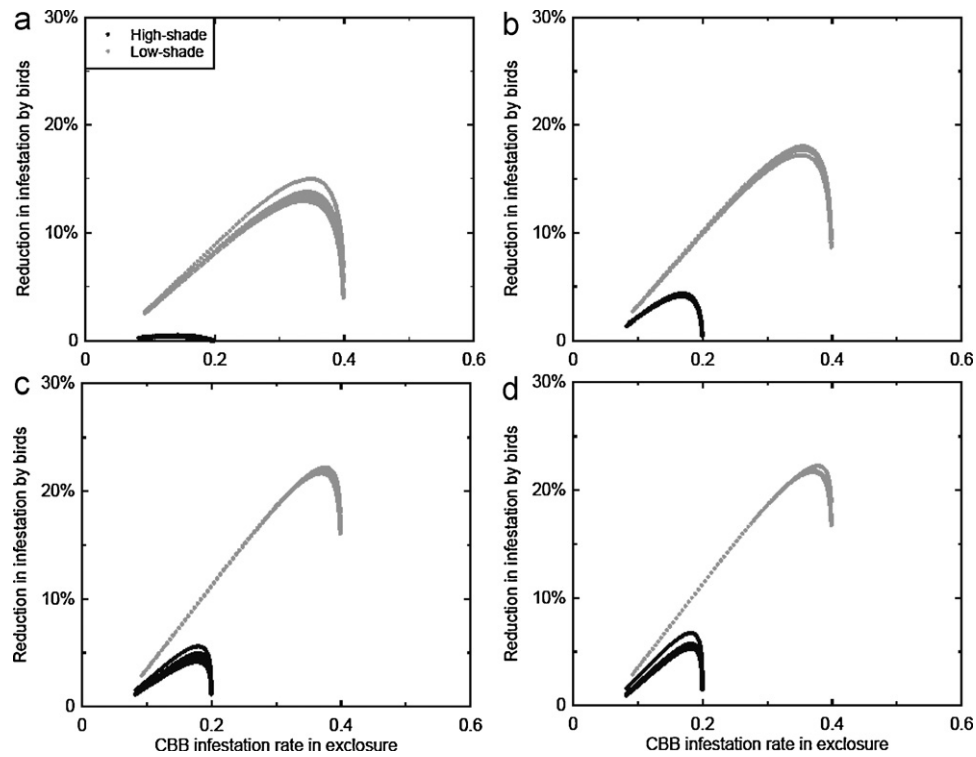 a
30%
20%
10%
0
Reduction in infestation by birds
High-shade
Low-shade
0
0.2
0.4
0.6
b
30%
20%
10%
0
Reduction in infestation by birds
0
0.2
0.4
0.6
c
30%
20%
10%
0
Reduction in infestation by birds
0
0.2
0.4
0.6
CBB infestation rate in exclosure
d
30%
20%
10%
0
Reduction in infestation by birds
0
0.2
0.4
0.6
CBB infestation rate in exclosure